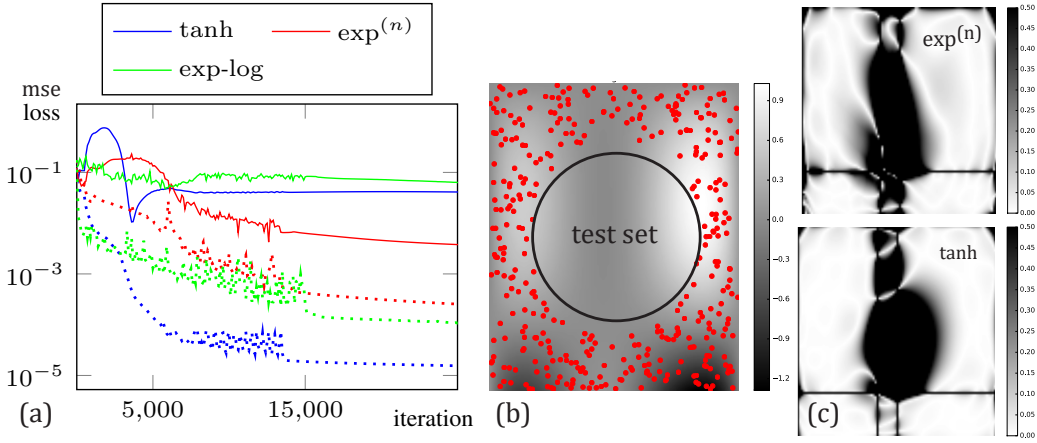 tanh
exp(n)
exp-log
mse
loss
10−1
10−3
10−5
5,000
15,000
iteration
(a)
test set
0.9
0.6
0.3
0.0
−0.3
−0.6
−0.9
−1.2
(b)
exp(n)
0.50
0.45
0.40
0.35
0.30
0.25
0.20
0.15
0.10
0.05
0.00
tanh
0.50
0.45
0.40
0.35
0.30
0.25
0.20
0.15
0.10
0.05
0.00
(c)